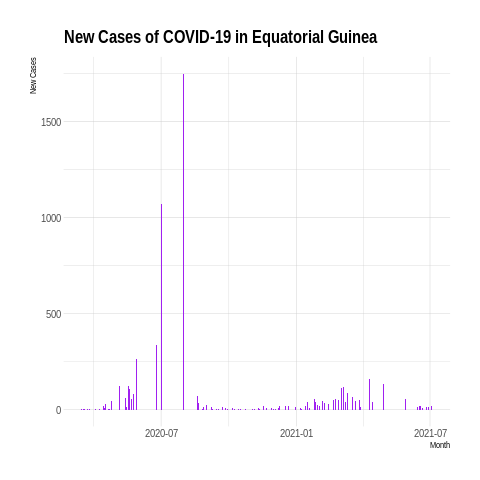 New Cases of COVID-19 in Equatorial Guinea
New Cases
1500
1000
500
0
2020-07
2021-01
2021-07
Month